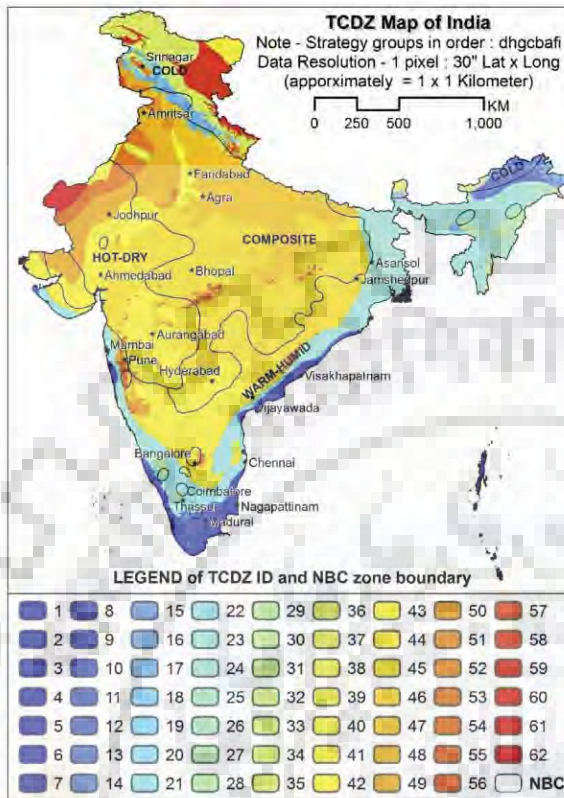 TCDZ Map of India
Note - Strategy groups in order : dhgcbafi
Data Resolution - 1 pixel : 30" Lat x Long
(apporximately = 1 x 1 Kilometer)
KM
0 250 500 1,000
Srinagar
COLD
Amritsar
COLD
Faridabad
Agra
Jodhpur
COMPOSITE
HOT-DRY
Asansol
Ahmedabad
Bhopal
Jamshedpur
Aurangabad
Mumbai
Pune
Hyderabad
WARM-HUMID
Visakhapatnam
Vijayawada
Bangalore
Chennai
Coimbatore
Thassur
Nagapattinam
Madurai
LEGEND of TCDZ ID and NBC zone boundary
1 8 15 22 29 36 43 50 57
2 9 16 23 30 37 44 51 58
3 10 17 24 31 38 45 52 59
4 11 18 25 32 39 46 53 60
5 12 19 26 33 40 47 54 61
6 13 20 27 34 41 48 55 62
7 14 21 28 35 42 49 56 NBC